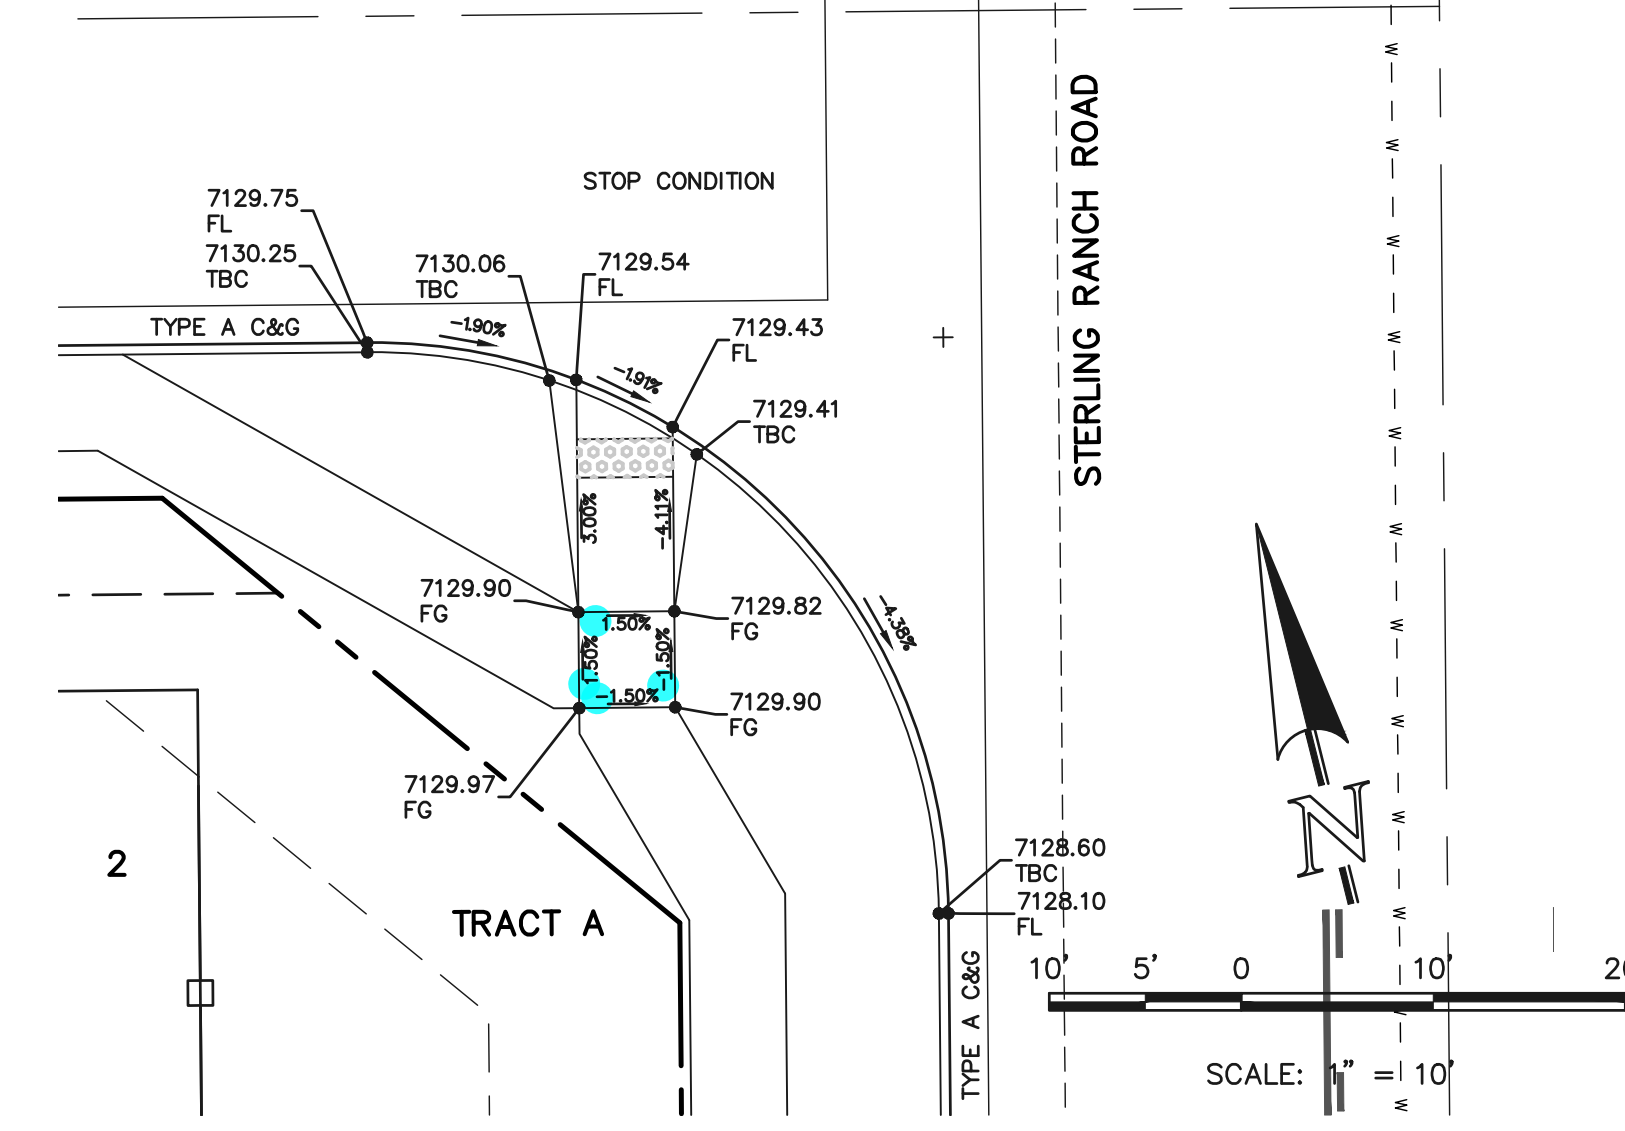 STERLING RANCH ROAD
STOP CONDITION
7129.75
FL
7130.25
TBC
7130.06
TBC
7129.54
FL
TYPE A C&G
-1.90%
7129.43
FL
-1.91%
7129.41
TBC
3.00%
-4.11%
7129.90
FG
7129.82
FG
1.50%
1.50%
-1.50%
-1.50%
-4.38%
7129.90
FG
7129.97
FG
2
TRACT A
7128.60
TBC
7128.10
FL
TYPE A C&G
N
10' 5' 0 10'
SCALE: 1" = 10'
W
W
W
W
W
W
W
W
W
W
W